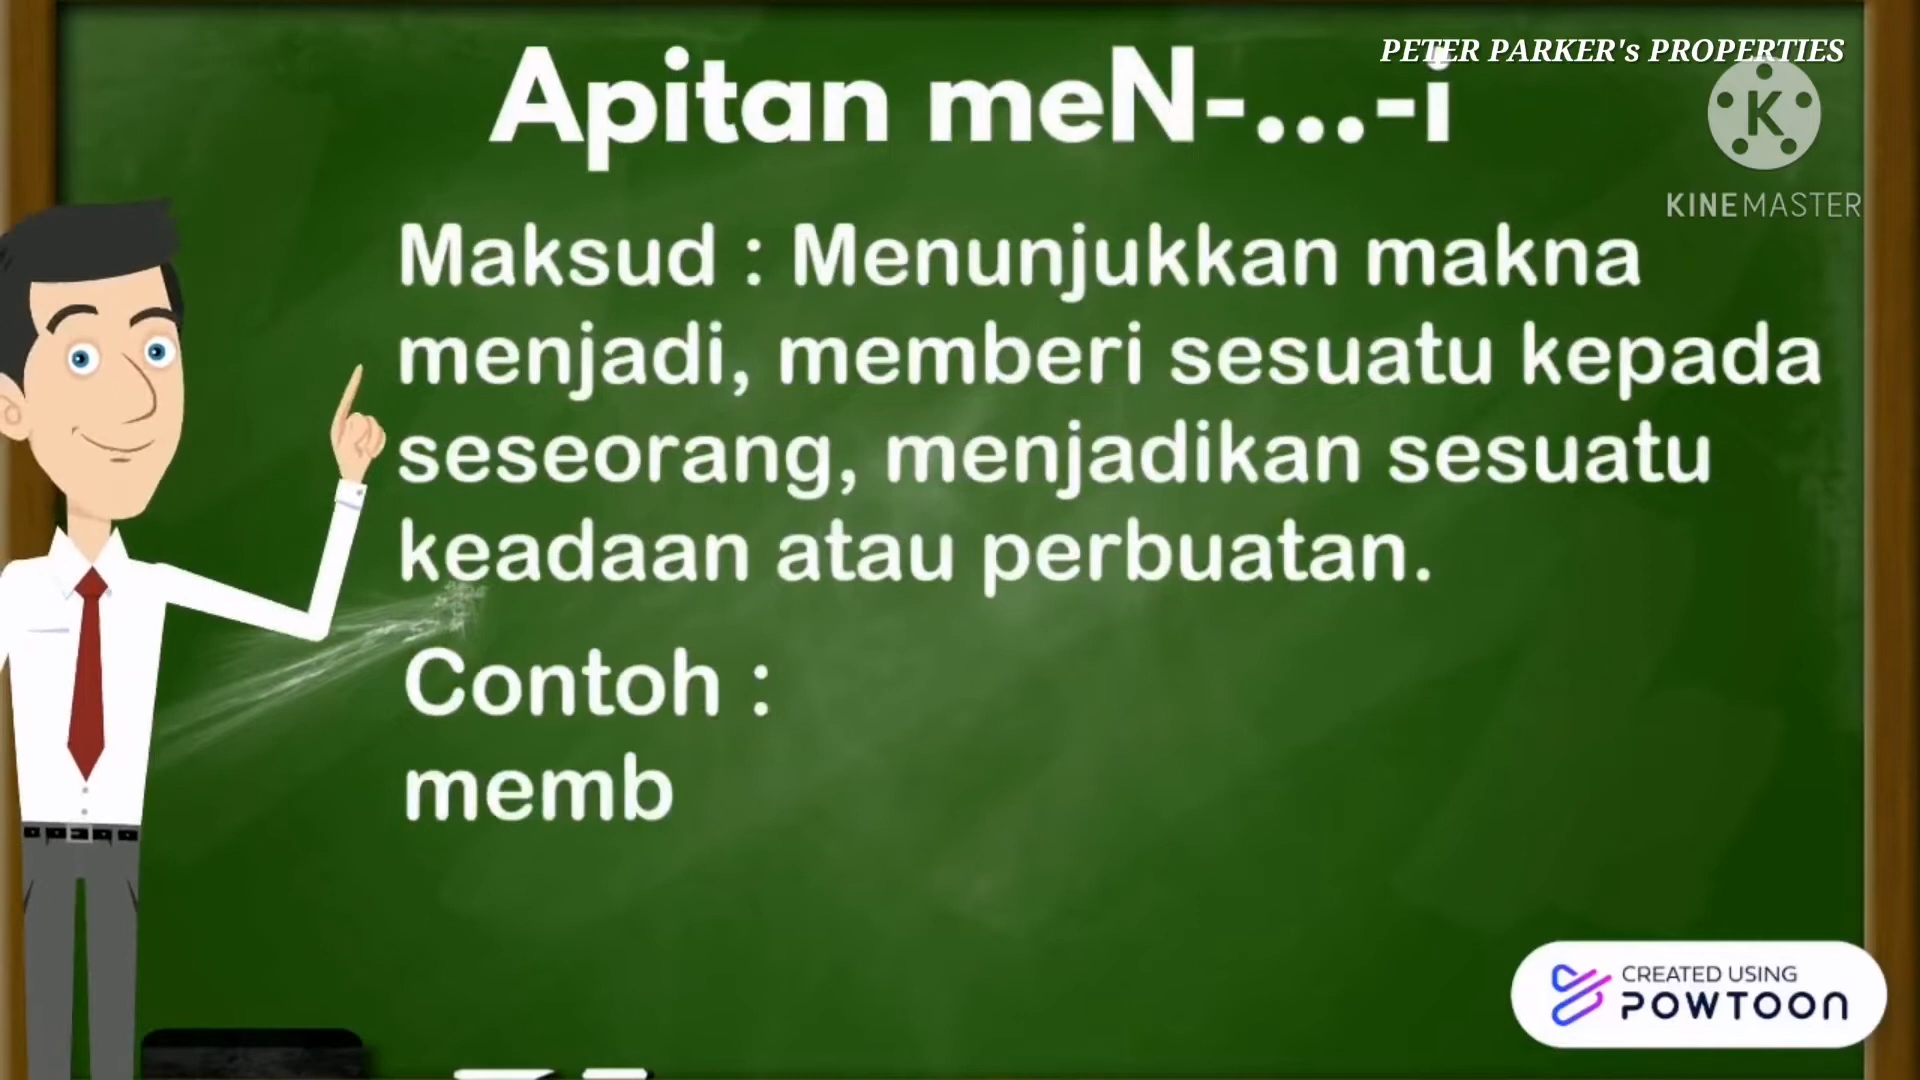 PETER PARKER's PROPERTIES
Apitan meN-...-i
K
KINEMASTER
Maksud : Menunjukkan makna
menjadi, memberi sesuatu kepada
seseorang, menjadikan sesuatu
keadaan atau perbuatan.
Contoh :
memb
CREATED USING
POWTOON